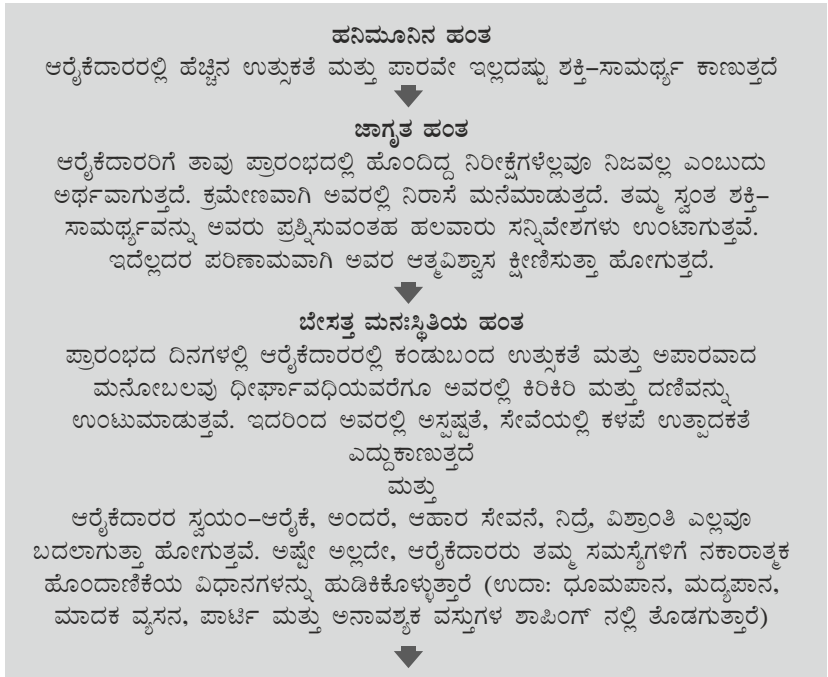 ಹನಿಮೂನಿನ ಹಂತ
ಆರೈಕೆದಾರರಲ್ಲಿ ಹೆಚ್ಚಿನ ಉತ್ಸುಕತೆ ಮತ್ತು ಪಾರವೇ ಇಲ್ಲದಷ್ಟು ಶಕ್ತಿ–ಸಾಮರ್ಥ್ಯ ಕಾಣುತ್ತದೆ
ಜಾಗೃತ ಹಂತ
ಆರೈಕೆದಾರರಿಗೆ ತಾವು ಪ್ರಾರಂಭದಲ್ಲಿ ಹೊಂದಿದ್ದ ನಿರೀಕ್ಷೆಗಳೆಲ್ಲವೂ ನಿಜವಲ್ಲ ಎಂಬುದು
ಅರ್ಥವಾಗುತ್ತದೆ. ಕ್ರಮೇಣವಾಗಿ ಅವರಲ್ಲಿ ನಿರಾಸೆ ಮನೆಮಾಡುತ್ತದೆ. ತಮ್ಮ ಸ್ವಂತ ಶಕ್ತಿ–
ಸಾಮರ್ಥ್ಯವನ್ನು ಅವರು ಪ್ರಶ್ನಿಸುವಂತಹ ಹಲವಾರು ಸನ್ನಿವೇಶಗಳು ಉಂಟಾಗುತ್ತವೆ.
ಇದೆಲ್ಲದರ ಪರಿಣಾಮವಾಗಿ ಅವರ ಆತ್ಮವಿಶ್ವಾಸ ಕ್ಷೀಣಿಸುತ್ತಾ ಹೋಗುತ್ತದೆ.
ಬೇಸತ್ತ ಮನಃಸ್ಥಿತಿಯ ಹಂತ
ಪ್ರಾರಂಭದ ದಿನಗಳಲ್ಲಿ ಆರೈಕೆದಾರರಲ್ಲಿ ಕಂಡುಬಂದ ಉತ್ಸುಕತೆ ಮತ್ತು ಅಪಾರವಾದ
ಮನೋಬಲವು ಧೀರ್ಘಾವಧಿಯವರೆಗೂ ಅವರಲ್ಲಿ ಕಿರಿಕಿರಿ ಮತ್ತು ದಣಿವನ್ನು
ಉಂಟುಮಾಡುತ್ತವೆ. ಇದರಿಂದ ಅವರಲ್ಲಿ ಅಸ್ಪಷ್ಟತೆ, ಸೇವೆಯಲ್ಲಿ ಕಳಪೆ ಉತ್ಪಾದಕತೆ
ಎದ್ದುಕಾಣುತ್ತದೆ
ಮತ್ತು
ಆರೈಕೆದಾರರ ಸ್ವಯಂ–ಆರೈಕೆ, ಅಂದರೆ, ಆಹಾರ ಸೇವನೆ, ನಿದ್ರೆ, ವಿಶ್ರಾಂತಿ ಎಲ್ಲವೂ
ಬದಲಾಗುತ್ತಾ ಹೋಗುತ್ತವೆ. ಅಷ್ಟೇ ಅಲ್ಲದೇ, ಆರೈಕೆದಾರರು ತಮ್ಮ ಸಮಸ್ಯೆಗಳಿಗೆ ನಕಾರಾತ್ಮಕ
ಹೊಂದಾಣಿಕೆಯ ವಿಧಾನಗಳನ್ನು ಹುಡಿಕಿಕೊಳ್ಳುತ್ತಾರೆ (ಉದಾ: ಧೂಮಪಾನ, ಮದ್ಯಪಾನ,
ಮಾದಕ ವ್ಯಸನ, ಪಾರ್ಟಿ ಮತ್ತು ಅನಾವಶ್ಯಕ ವಸ್ತುಗಳ ಶಾಪಿಂಗ್ ನಲ್ಲಿ ತೊಡಗುತ್ತಾರೆ)